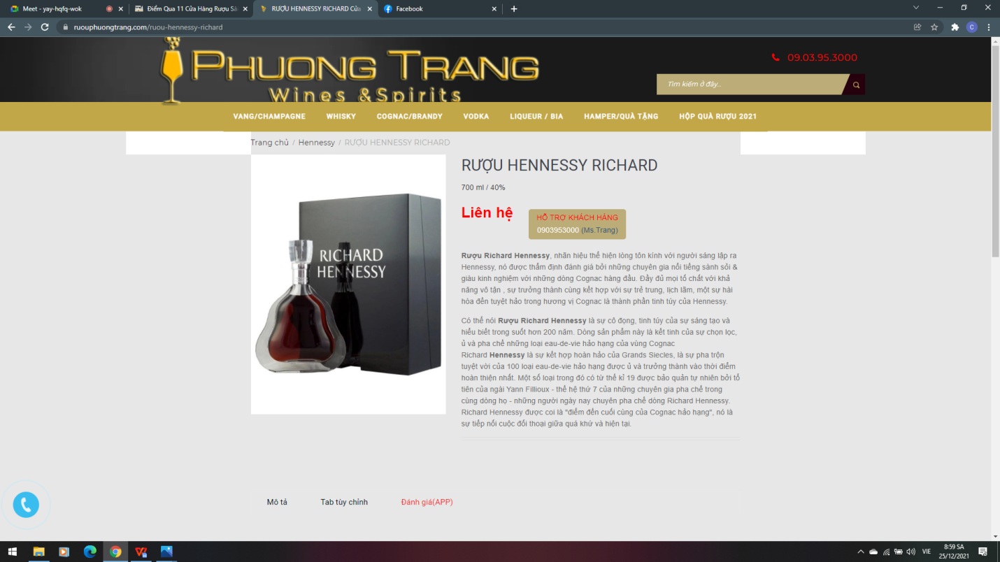 Meet - yay-hqfq-wok
Điểm Qua 11 Cửa Hàng Rượu Sả
RƯỢU HENNESSY RICHARD Cửa
Facebook
ruouphuongtrang.com/ruou-hennessy-richard
PHUONG TRANG
Wines & Spirits
09.03.95.3000
Tìm kiếm ở đây...
VANG/CHAMPAGNE WHISKY COGNAC/BRANDY VODKA LIQUEUR / BIA HAMPER/QUÀ TẶNG HỘP QUÀ RƯỢU 2021
Trang chủ / Hennessy / RƯỢU HENNESSY RICHARD
RICHARD
HENNESSY
RƯỢU HENNESSY RICHARD
700 ml / 40%
Liên hệ
HỖ TRỢ KHÁCH HÀNG
0903953000 (Ms.Trang)
Rượu Richard Hennessy, nhãn hiệu thể hiện lòng tôn kính với người sáng lập ra
Hennessy, nó được thẩm định đánh giá bởi những chuyên gia nổi tiếng sành sỏi &
giàu kinh nghiệm với những dòng Cognac hàng đầu. Đầy đủ mọi tố chất với khả
năng vô tận , sự trưởng thành cùng kết hợp với sự trẻ trung, lịch lãm, một sự hài
hòa đến tuyệt hảo trong hương vị Cognac là thành phần tinh túy của Hennessy.
Có thể nói Rượu Richard Hennessy là sự cô đọng, tinh túy của sự sáng tạo và
hiểu biết trong suốt hơn 200 năm. Dòng sản phẩm này là kết tinh của sự chọn lọc,
ủ và pha chế những loại eau-de-vie hảo hạng của vùng Cognac
Richard Hennessy là sự kết hợp hoàn hảo của Grands Siecles, là sự pha trộn
tuyệt vời của 100 loại eau-de-vie hảo hạng được ủ và trưởng thành vào thời điểm
hoàn thiện nhất. Một số loại trong đó có từ thế kỉ 19 được bảo quản tự nhiên bởi tổ
tiên của ngài Yann Fillioux - thế hệ thứ 7 của những chuyên gia pha chế trong
cùng dòng họ - những người ngày nay chuyên pha chế dòng Richard Hennessy.
Richard Hennessy được coi là "điểm đến cuối cùng của Cognac hảo hạng", nó là
sự tiếp nối cuộc đối thoại giữa quá khứ và hiện tại.
Mô tả Tab tùy chỉnh Đánh giá(APP)
VIE
8:59 SA
25/12/2021